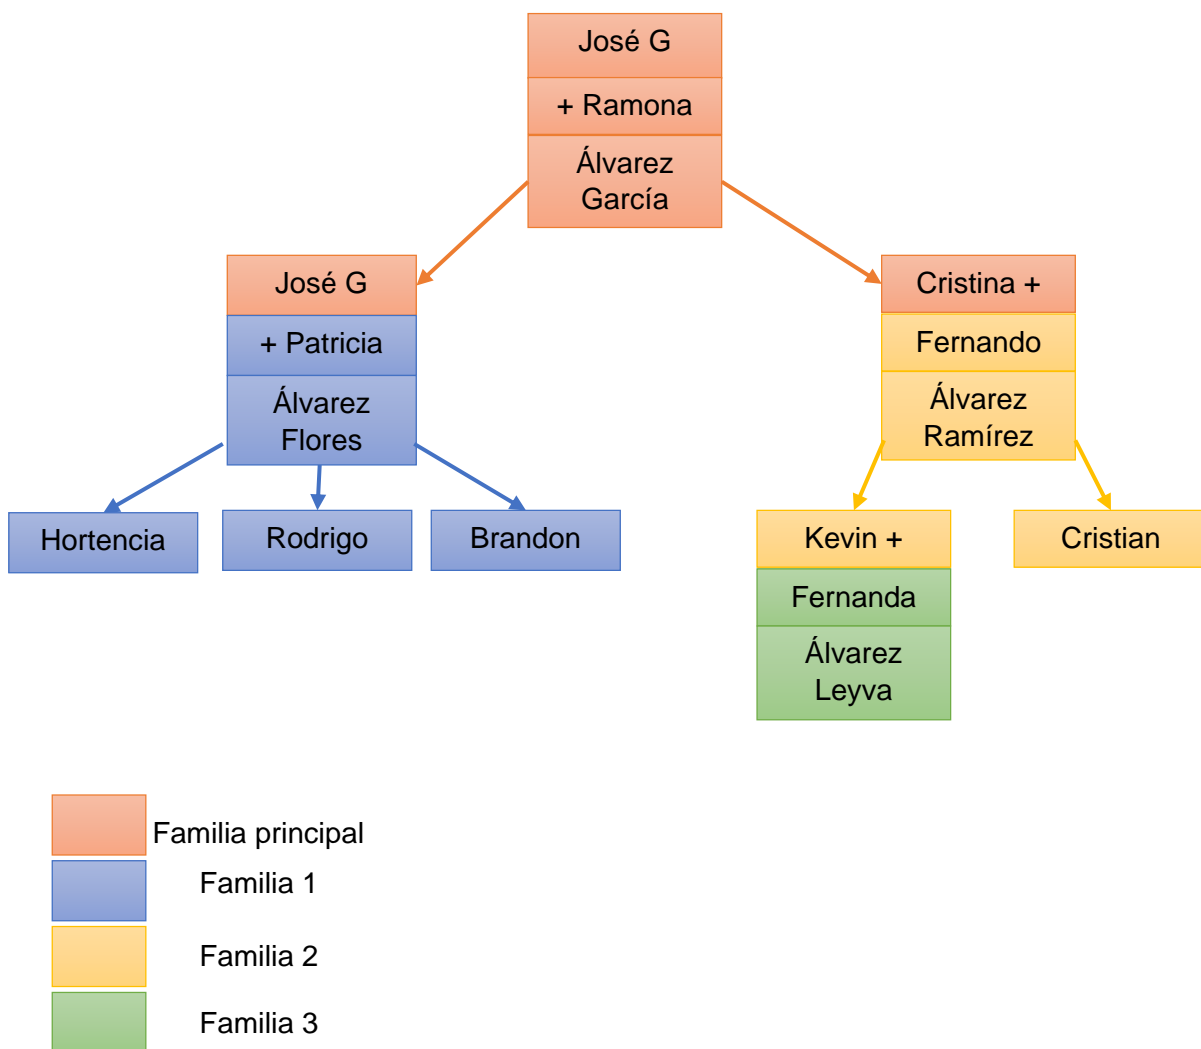 José G
+ Ramona
Álvarez
García
José G
+ Patricia
Álvarez
Flores
Cristina +
Fernando
Álvarez
Ramírez
Hortencia
Rodrigo
Brandon
Kevin +
Fernanda
Álvarez
Leyva
Cristian
Familia principal
Familia 1
Familia 2
Familia 3